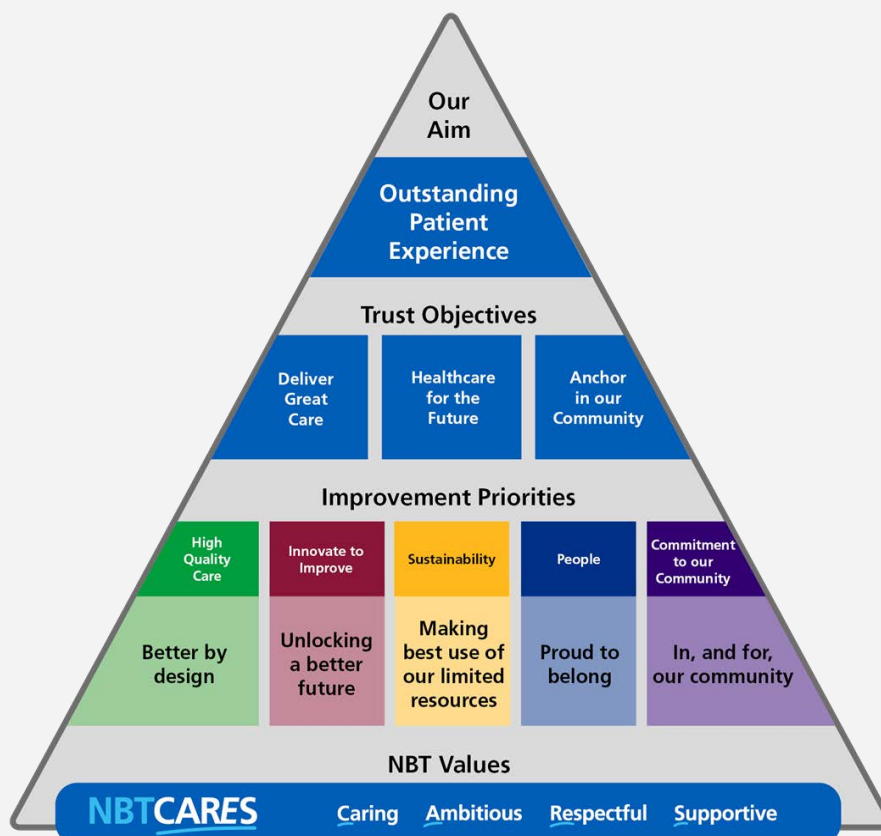 Our
Aim
Outstanding
Patient
Experience
Trust Objectives
Deliver
Great
Care
Healthcare
for the
Future
Anchor
in our
Community
Improvement Priorities
High
Quality
Care
Innovate to
Improve
Sustainability
People
Commitment
to our
Community
Better by
design
Unlocking
a better
future
Making
best use of
our limited
resources
Proud to
belong
In, and for,
our community
NBT Values
NBTCARES Caring Ambitious Respectful Supportive